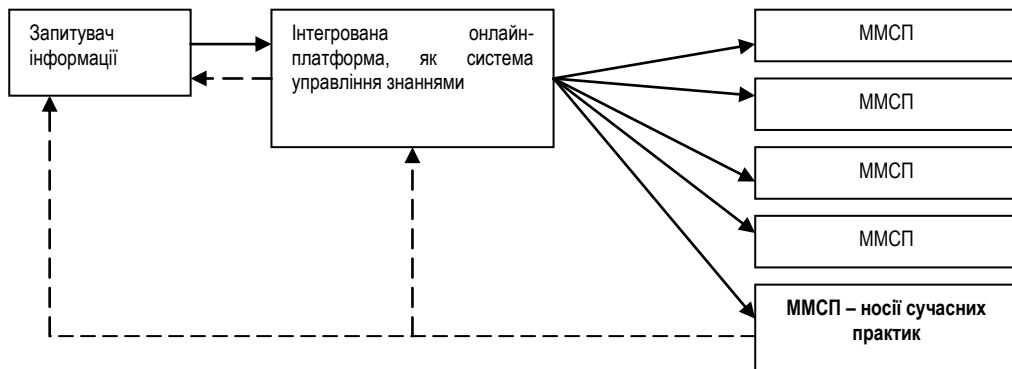 Запитувач
інформації
Інтегрована онлайн-
платформа, як система
управління знаннями
ММСП
ММСП
ММСП
ММСП
ММСП – носії сучасних
практик